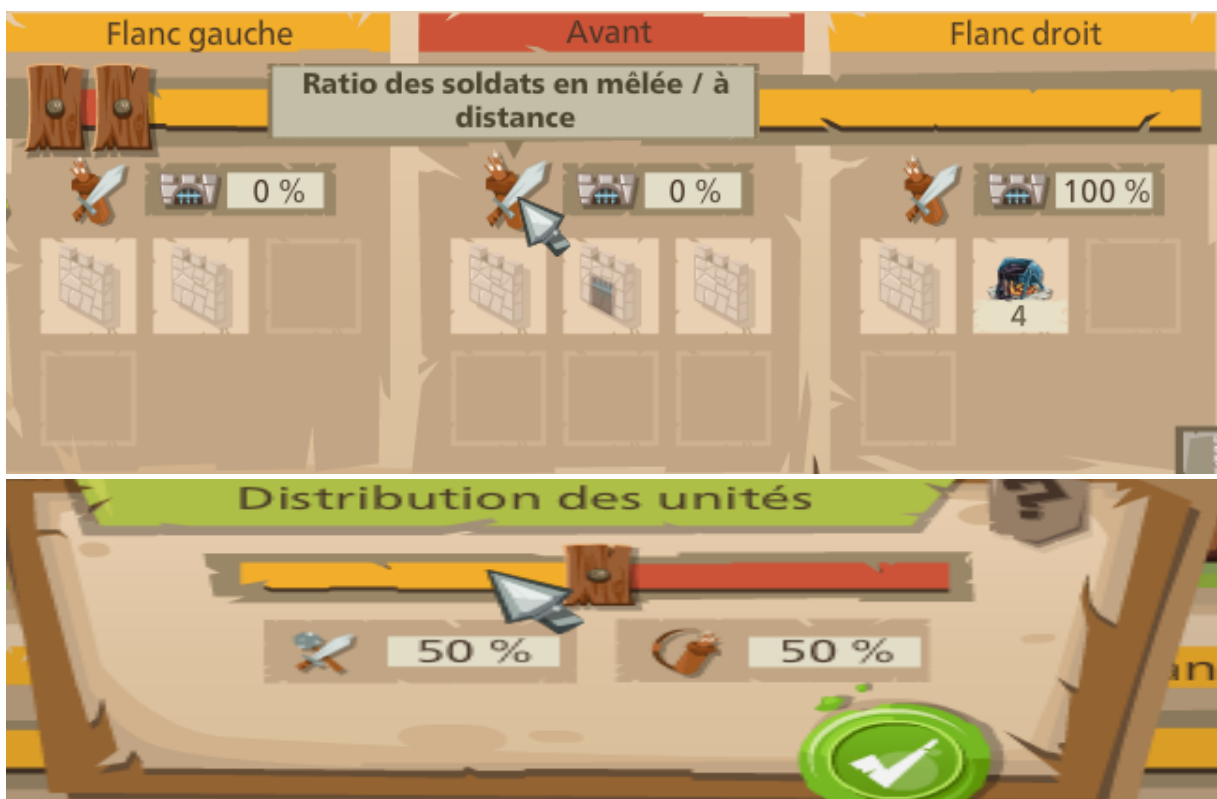 Flanc gauche
Avant
Flanc droit
Ratio des soldats en mêlée / à
distance
0 %
0 %
100 %
4
Distribution des unités
?
50 %
50 %